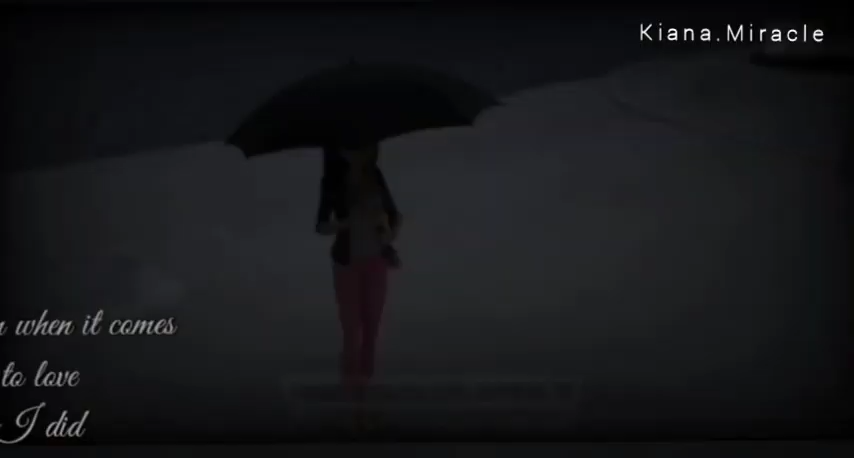 Kiana.Miracle
when it comes
to love
I did